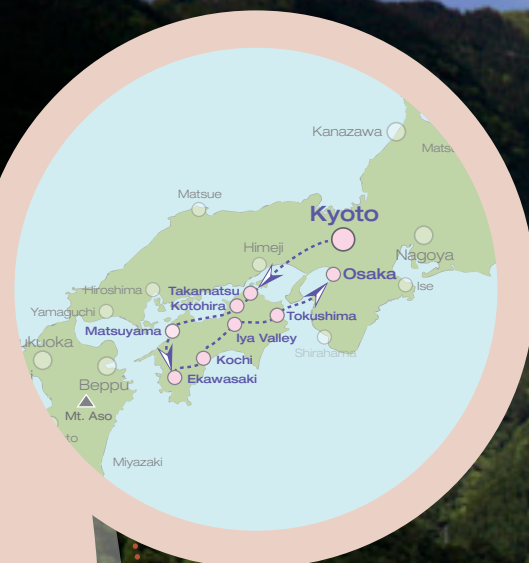 Kanazawa
Matsue
Kyoto
Himeji
Nagoya
Hiroshima
Takamatsu
Osaka
Ise
Kotohira
Yamaguchi
Tokushima
Matsuyama
Iya Valley
Shirahama
Kochi
Beppu
Ekawasaki
Mt. Aso
Miyazaki